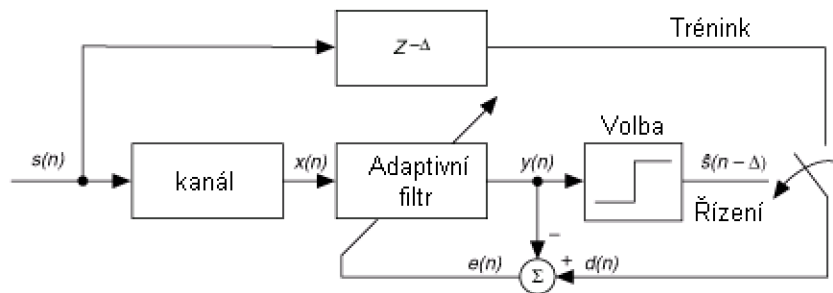 Z−Δ
Trénink
s(n)
kanál
x(n)
Adaptivní
filtr
y(n)
Volba
ŝ(n − Δ)
Řízení
−
e(n)
Σ
+
d(n)